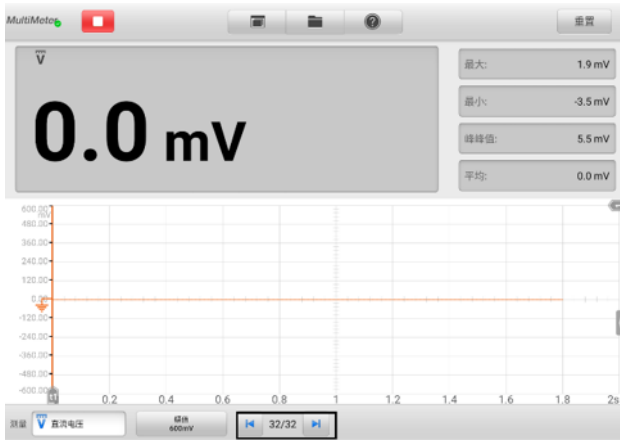 MultiMeter
重置
V
0.0 mV
最大: 1.9 mV
最小: -3.5 mV
峰峰值: 5.5 mV
平均: 0.0 mV
600.00
mV
480.00
360.00
240.00
120.00
0.00
-120.00
-240.00
-360.00
-480.00
-600.00
0.2 0.4 0.6 0.8 1 1.2 1.4 1.6 1.8 2s
测量 V 直流电压
600mV
32/32